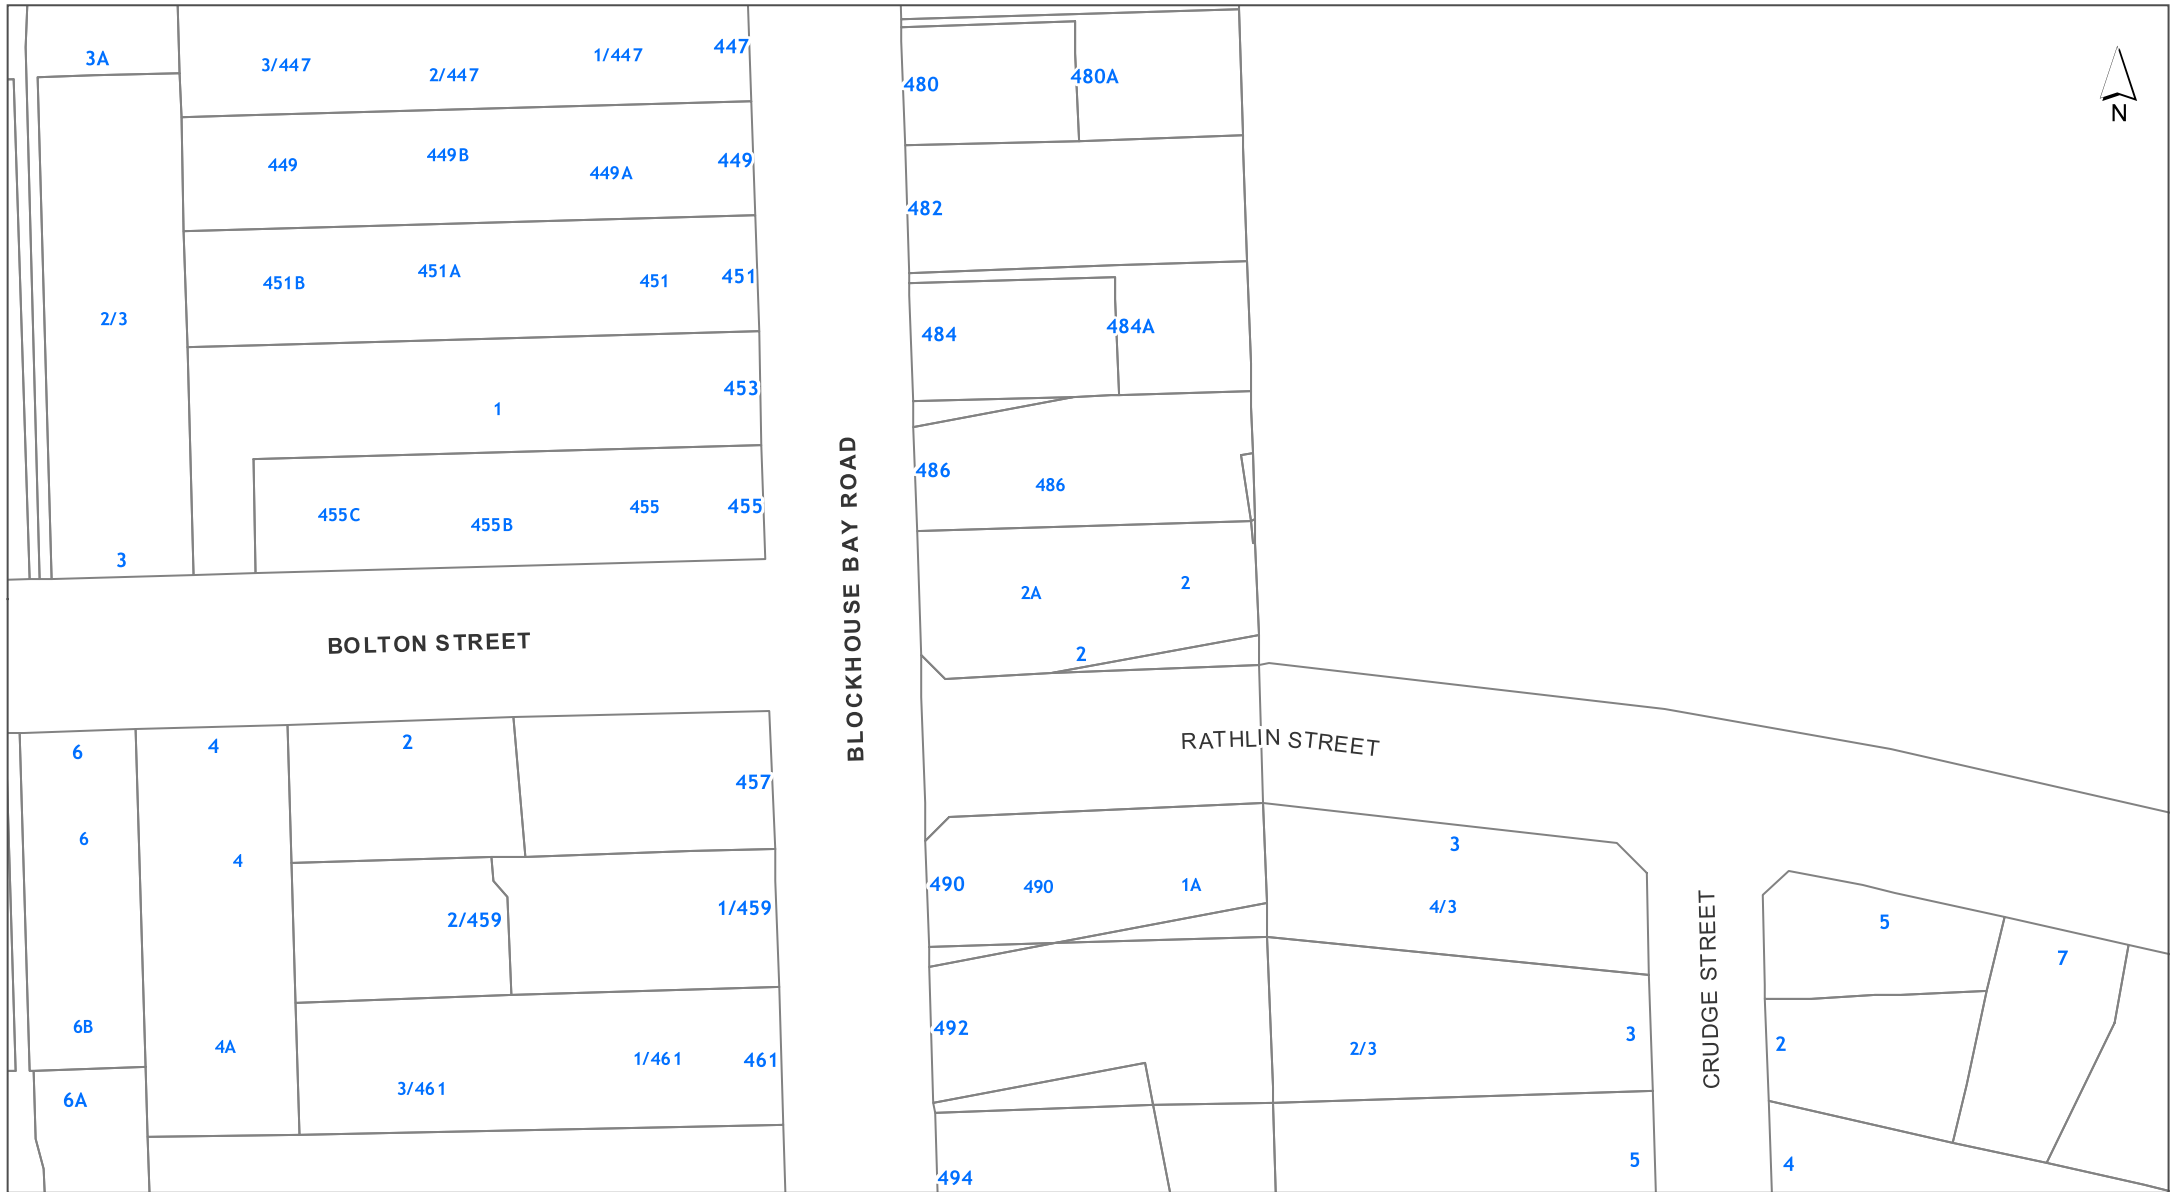 3A
3/447
2/447
1/447
447
480
480A
N
449
449B
449A
449
482
451B
451A
451
451
2/3
484
484A
1
453
486
486
455C
455B
455
455
3
2A
2
2
BOLTON STREET
BLOCKHOUSE BAY ROAD
RATHLIN STREET
6
4
2
457
6
4
3
490
490
1A
4/3
2/459
1/459
5
7
CRUDGE STREET
6B
4A
492
3
2/3
2
1/461
461
3/461
6A
494
5
4